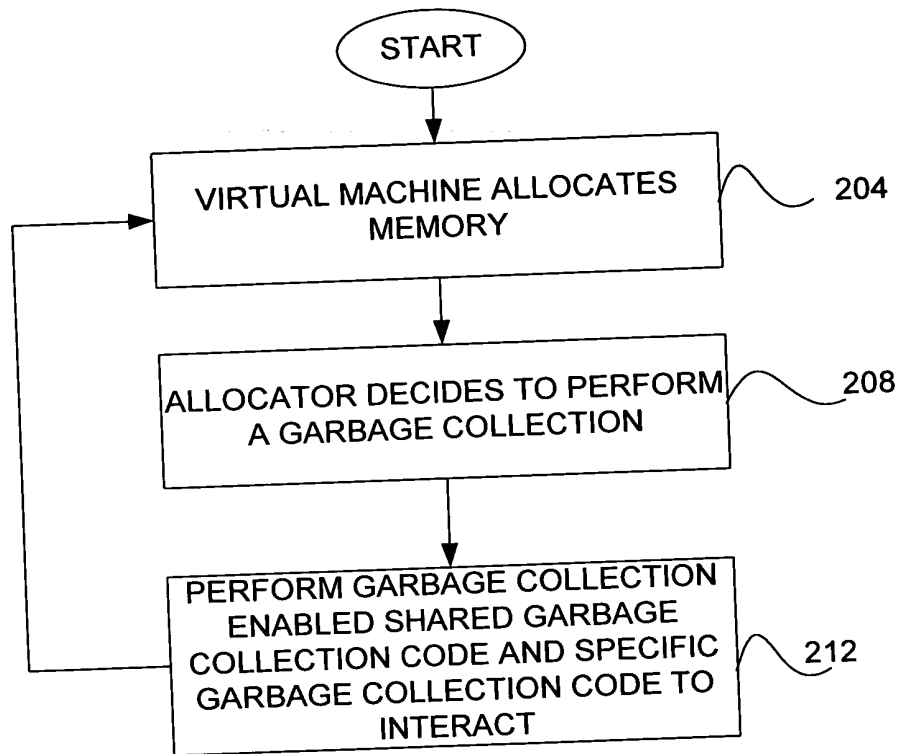 START
VIRTUAL MACHINE ALLOCATES
MEMORY
204
ALLOCATOR DECIDES TO PERFORM
A GARBAGE COLLECTION
208
PERFORM GARBAGE COLLECTION
ENABLED SHARED GARBAGE
COLLECTION CODE AND SPECIFIC
GARBAGE COLLECTION CODE TO
INTERACT
212